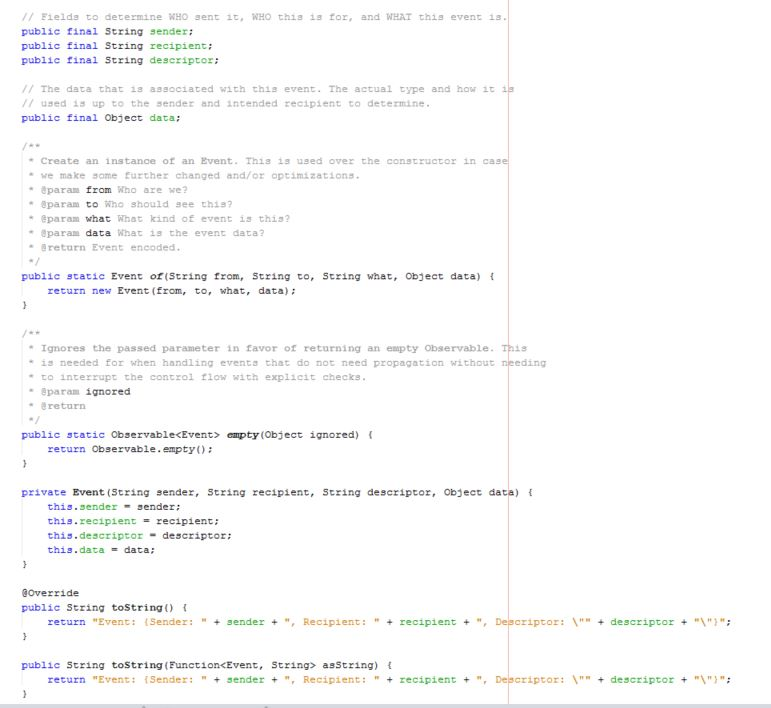 // Fields to determine WHO sent it, WHO this is for, and WHAT this event is.
public final String sender;
public final String recipient;
public final String descriptor;
// The data that is associated with this event. The actual type and how it is
// used is up to the sender and intended recipient to determine.
public final Object data;
/**
* Create an instance of an Event. This is used over the constructor in case
* we make some further changed and/or optimizations.
* @param from Who are we?
* @param to Who should see this?
* @param what What kind of event is this?
* @param data What is the event data?
* @return Event encoded.
*/
public static Event of(String from, String to, String what, Object data) {
return new Event(from, to, what, data);
}
/**
* Ignores the passed parameter in favor of returning an empty Observable. This
* is needed for when handling events that do not need propagation without needing
* to interrupt the control flow with explicit checks.
* @param ignored
* @return
*/
public static Observable<Event> empty(Object ignored) {
return Observable.empty();
}
private Event(String sender, String recipient, String descriptor, Object data) {
this.sender = sender;
this.recipient = recipient;
this.descriptor = descriptor;
this.data = data;
}
@Override
public String toString() {
return "Event: {Sender: " + sender + ", Recipient: " + recipient + ", Descriptor: \"" + descriptor + "\"}";
}
public String toString(Function<Event, String> asString) {
return "Event: {Sender: " + sender + ", Recipient: " + recipient + ", Descriptor: \"" + descriptor + "\"}";
}